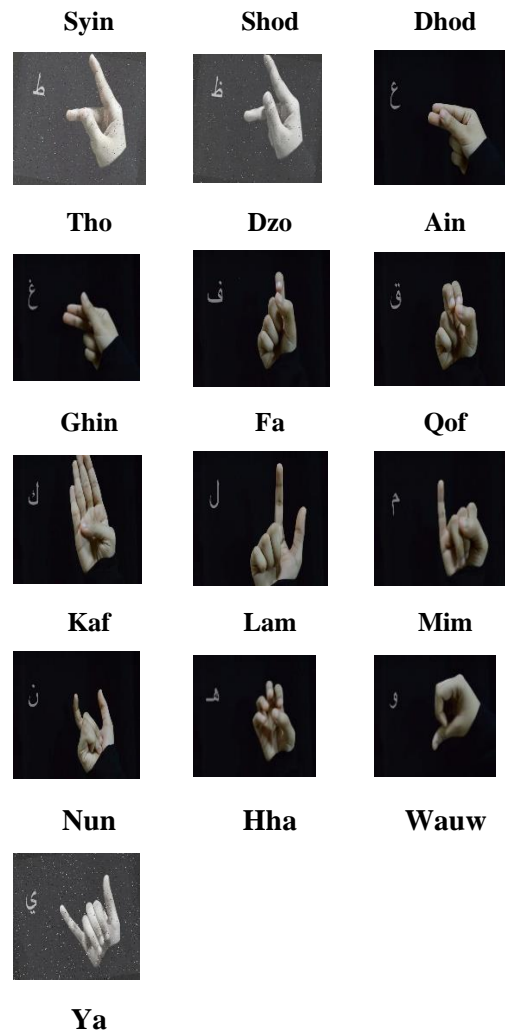 Syin Shod Dhod
ط ظ ع
Tho Dzo Ain
غ ف ق
Ghin Fa Qof
ك ل م
Kaf Lam Mim
ن هـ و
Nun Hha Wauw
ي
Ya